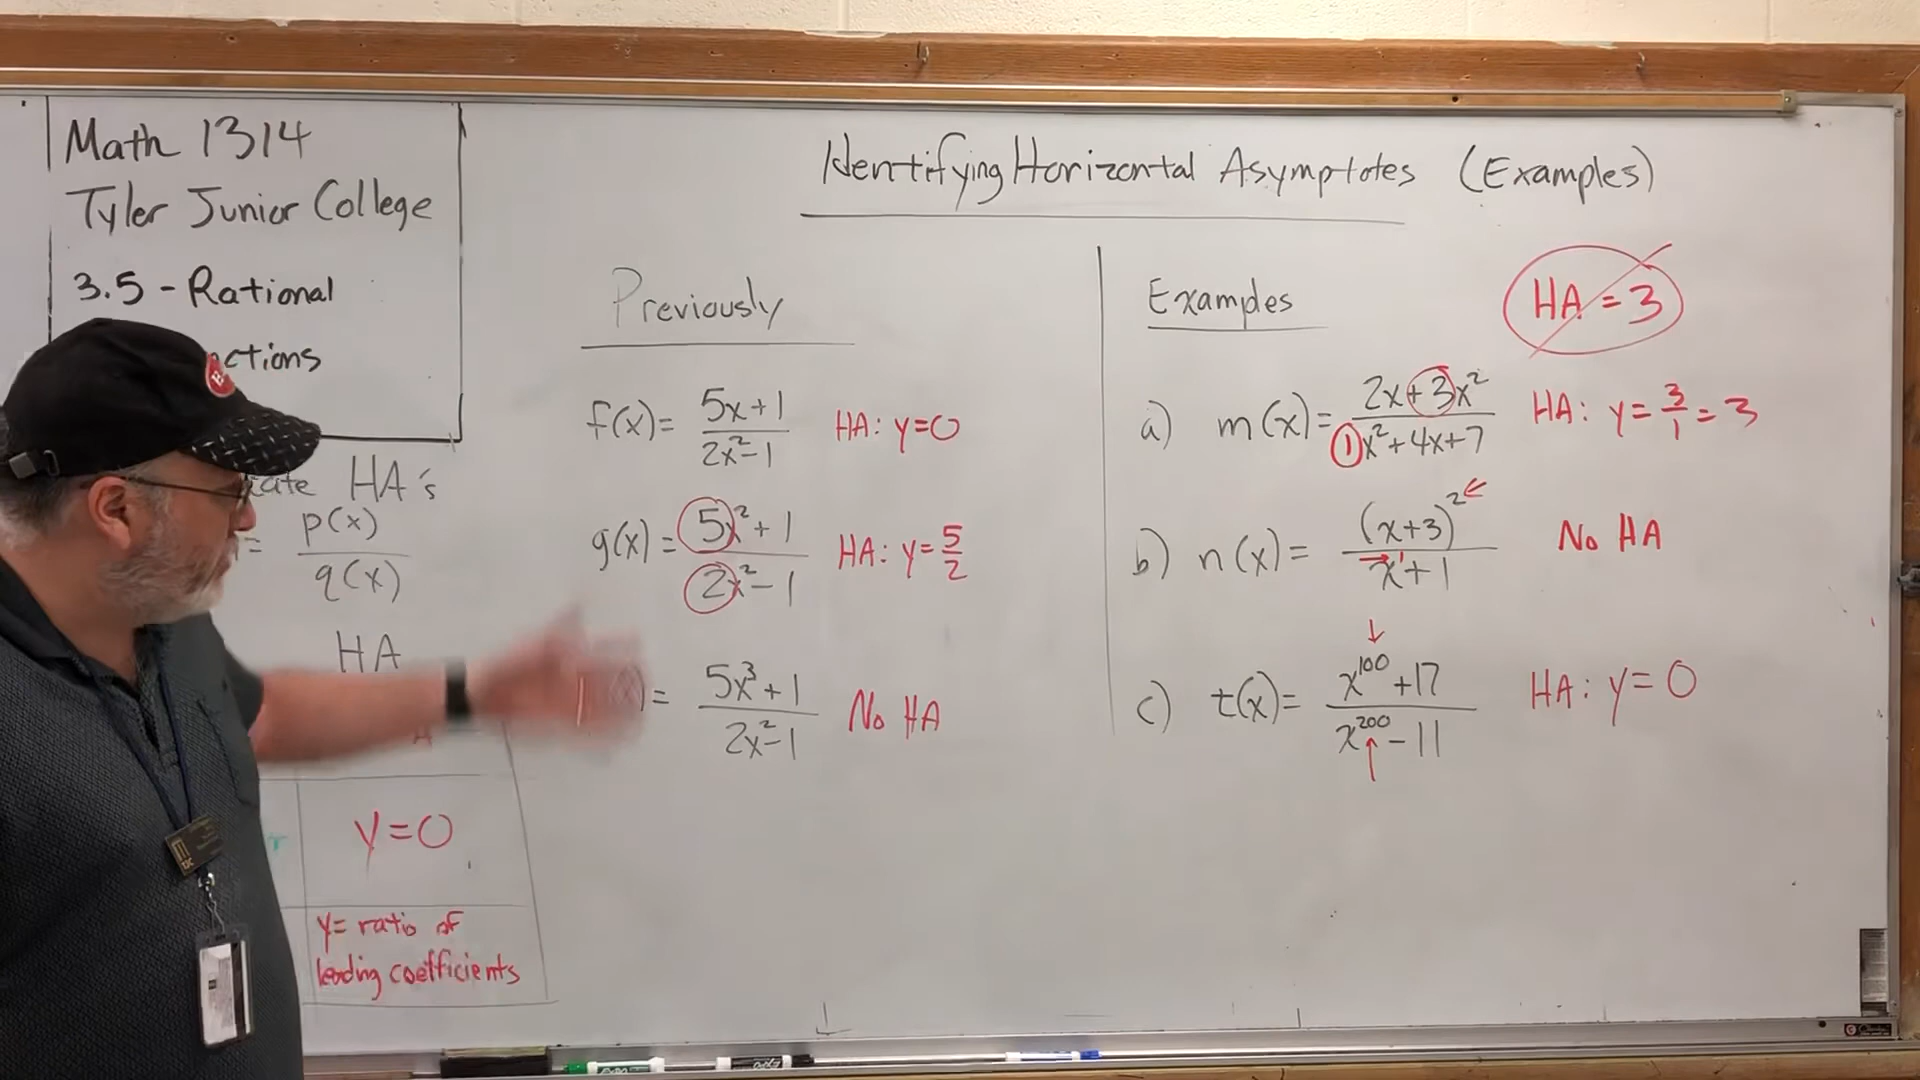 Math 1314
Tyler Junior College
3.5 - Rational
ctions
cate HA's
= p(x)
q(x)
HA
y=0
y= ratio of
leading coefficients
Identifying Horizontal Asymptotes (Examples)
Previously
f(x)= 5x+1
2x²-1
HA: y=0
g(x)= 5x²+1
2x²-1
HA: y= 5/2
= 5x³+1
2x²-1
No HA
Examples
HA = 3
a) m(x)= 2x+3x²
1x²+4x+7
HA: y= 3/1 = 3
b) n(x)= (x+3)² ←
→ x¹+1
No HA
↓
c) t(x)= x¹⁰⁰+17
x²⁰⁰-11
↑
HA: y=0